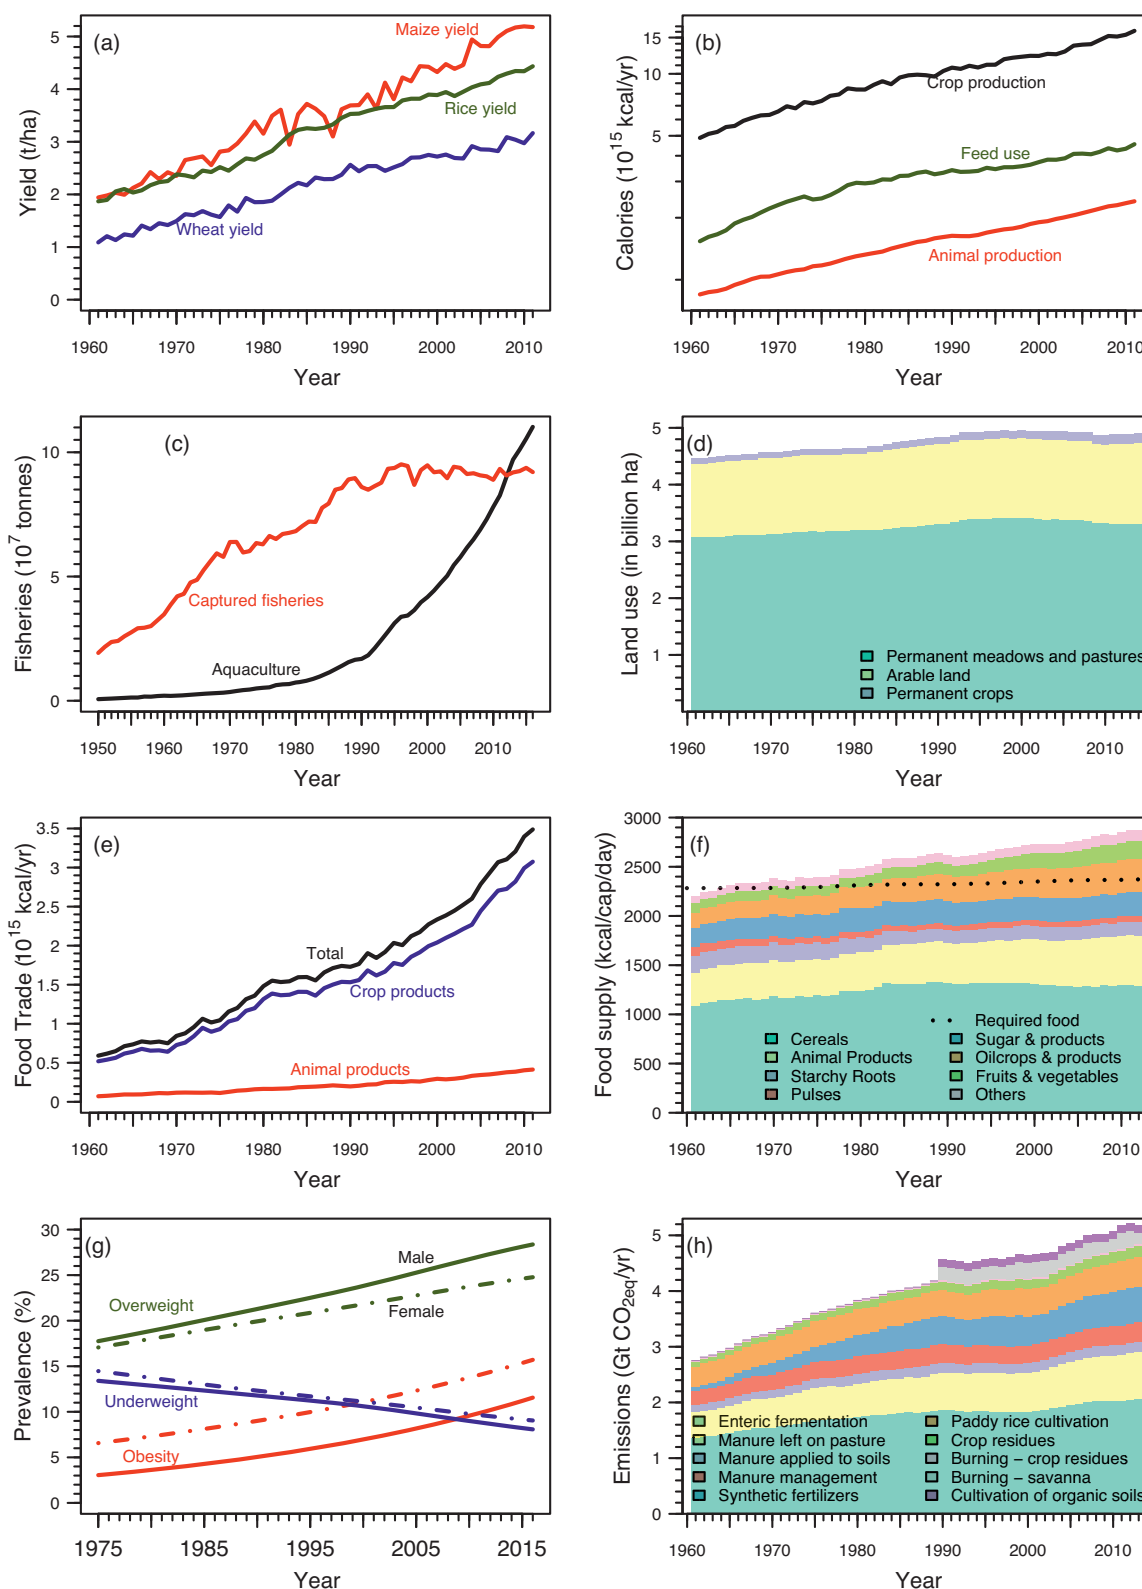 (a)
Maize yield
Rice yield
Wheat yield
Yield (t/ha)
5
4
3
2
1
0
1960 1970 1980 1990 2000 2010
Year
(b)
Crop production
Feed use
Animal production
Calories (10^15 kcal/yr)
15
10
5
1960 1970 1980 1990 2000 2010
Year
(c)
Captured fisheries
Aquaculture
Fisheries (10^7 tonnes)
10
5
0
1950 1960 1970 1980 1990 2000 2010
Year
(d)
Land use (in billion ha)
5
4
3
2
1
Permanent meadows and pastures
Arable land
Permanent crops
1960 1970 1980 1990 2000 2010
Year
(e)
Total
Crop products
Animal products
Food Trade (10^15 kcal/yr)
3.5
3
2.5
2
1.5
1
0.5
0
1960 1970 1980 1990 2000 2010
Year
(f)
Food supply (kcal/cap/day)
3000
2500
2000
1500
1000
500
0
Required food
Cereals Sugar & products
Animal Products Oilcrops & products
Starchy Roots Fruits & vegetables
Pulses Others
1960 1970 1980 1990 2000 2010
Year
(g)
Male
Overweight
Female
Underweight
Obesity
Prevalence (%)
30
25
20
15
10
5
0
1975 1985 1995 2005 2015
Year
(h)
Emissions (Gt CO2eq/yr)
5
4
3
2
1
0
Enteric fermentation Paddy rice cultivation
Manure left on pasture Crop residues
Manure applied to soils Burning – crop residues
Manure management Burning – savanna
Synthetic fertilizers Cultivation of organic soils
1960 1970 1980 1990 2000 2010
Year